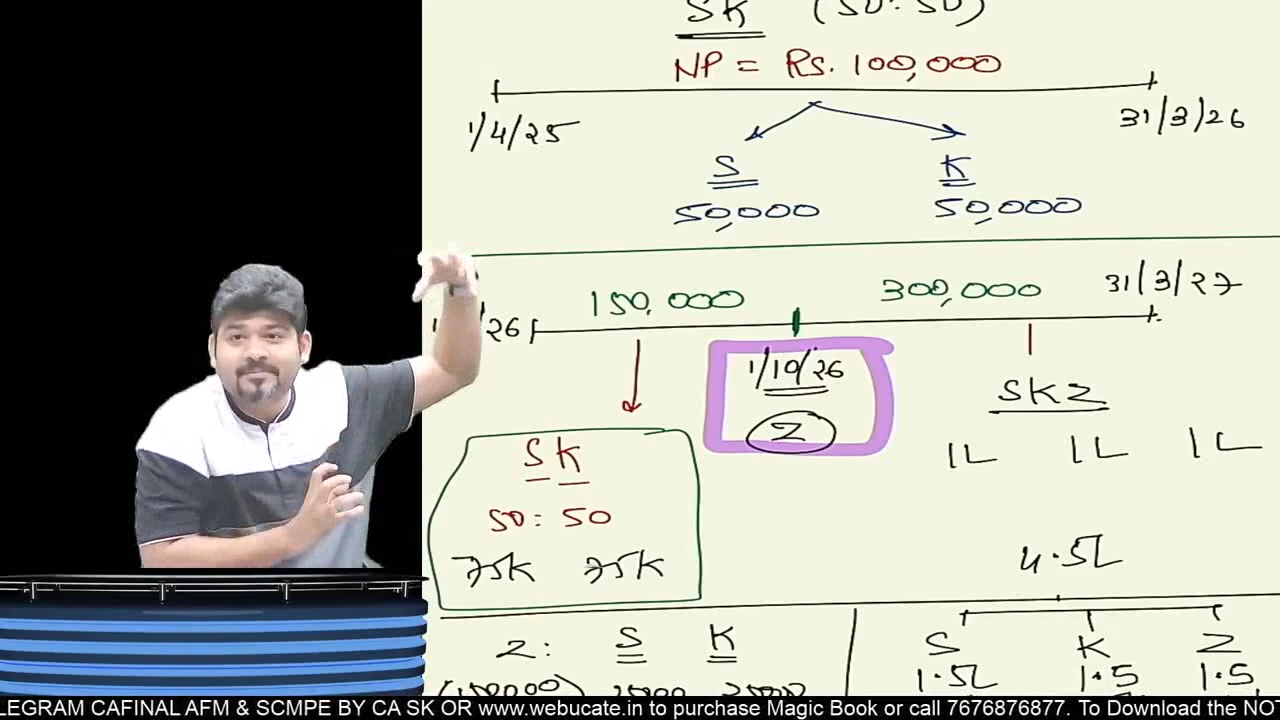 SK (50:50)
NP = Rs. 100,000
1/4/25
31/3/26
S K
50,000 50,000
150,000 300,000 31/3/27
/26
1/10/26
SKZ
Z
SK
1L 1L 1L
50:50
75K 75K
4.5L
Z: S K
S K Z
1.5L 1.5 1.5
(150000) 75000 75000
LEGRAM CAFINAL AFM & SCMPE BY CA SK OR www.webucate.in to purchase Magic Book or call 7676876877. To Download the NO